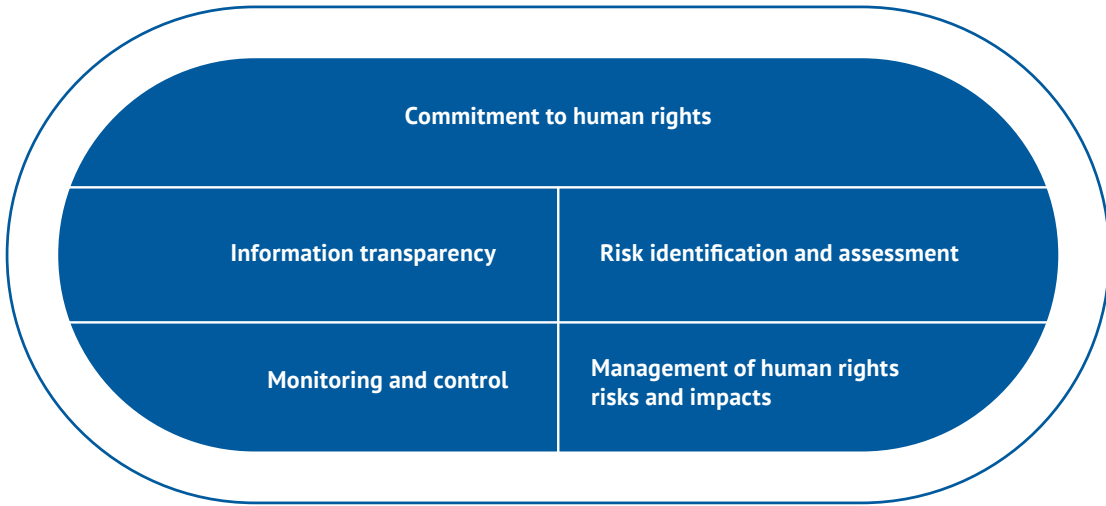 Commitment to human rights
Information transparency
Risk identification and assessment
Monitoring and control
Management of human rights
risks and impacts